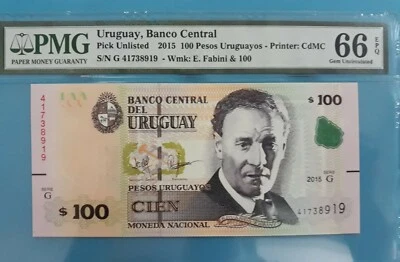 PMG
PAPER MONEY GUARANTY
Uruguay, Banco Central
Pick Unlisted 2015 100 Pesos Uruguayos - Printer: CdMC
S/N G 41738919 - Wmk: E. Fabini & 100
66 EPQ
Gem Uncirculated
41738919
BANCO CENTRAL
DEL
URUGUAY
$100
PESOS URUGUAYOS
SERIE
G
2015
SERIE
G
$100
CIEN
MONEDA NACIONAL
41738919